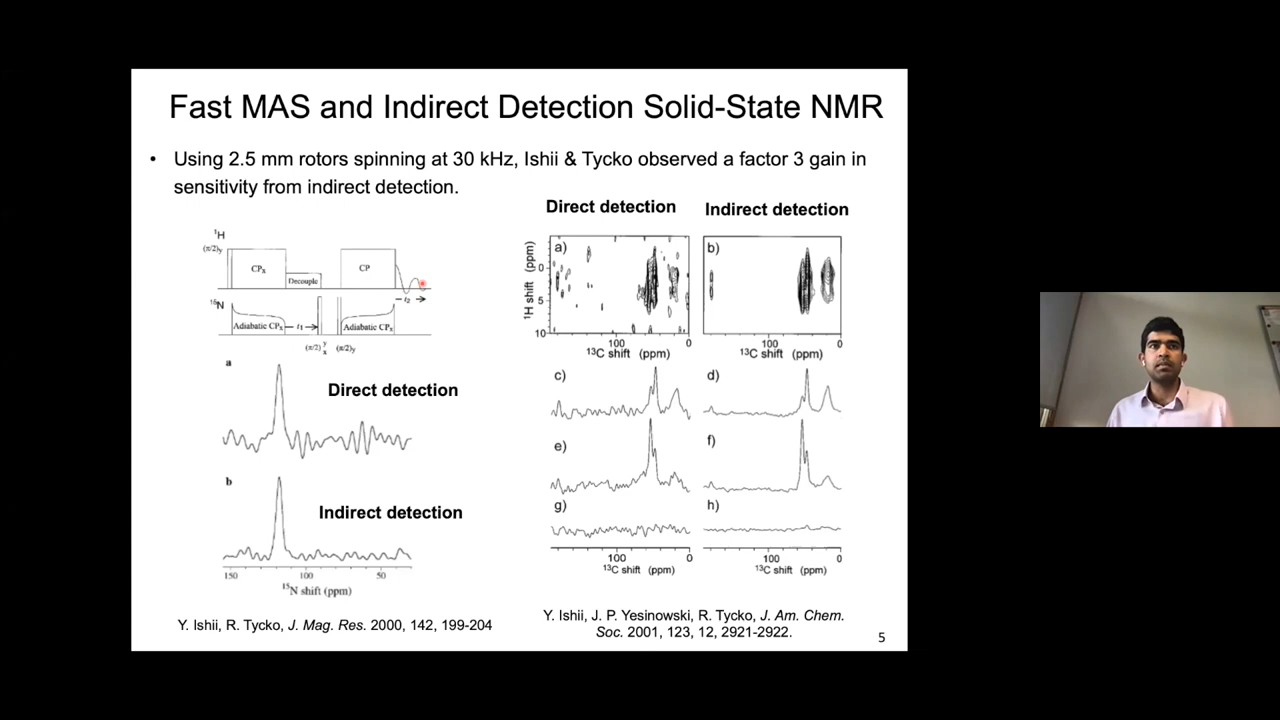 Fast MAS and Indirect Detection Solid-State NMR
• Using 2.5 mm rotors spinning at 30 kHz, Ishii & Tycko observed a factor 3 gain in
sensitivity from indirect detection.
Direct detection Indirect detection
¹H
(π/2)y
CPx
Decouple
CP
t2
¹⁵N
Adiabatic CPx
t1
Adiabatic CPx
(π/2) y x (π/2)y
a
Direct detection
b
Indirect detection
150 100 50
¹⁵N shift (ppm)
a) b)
¹H shift (ppm)
0
5
10
100 0 100 0
¹³C shift (ppm) ¹³C shift (ppm)
c) d)
e) f)
g) h)
100 0 100 0
¹³C shift (ppm) ¹³C shift (ppm)
Y. Ishii, R. Tycko, J. Mag. Res. 2000, 142, 199-204
Y. Ishii, J. P. Yesinowski, R. Tycko, J. Am. Chem.
Soc. 2001, 123, 12, 2921-2922.
5